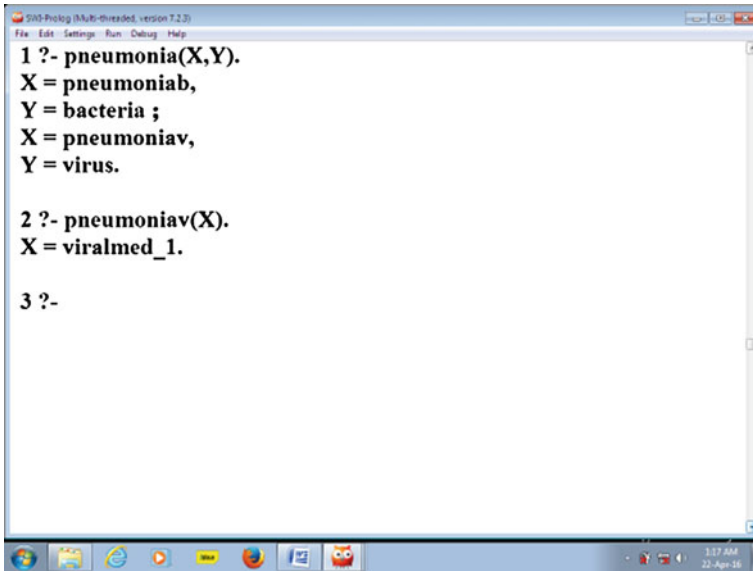 SWI-Prolog (Multi-threaded, version 7.2.3)
File Edit Settings Run Debug Help
1 ?- pneumonia(X,Y).
X = pneumoniab,
Y = bacteria ;
X = pneumoniav,
Y = virus.
2 ?- pneumoniav(X).
X = viralmed_1.
3 ?-
1:17 AM
22-Apr-16